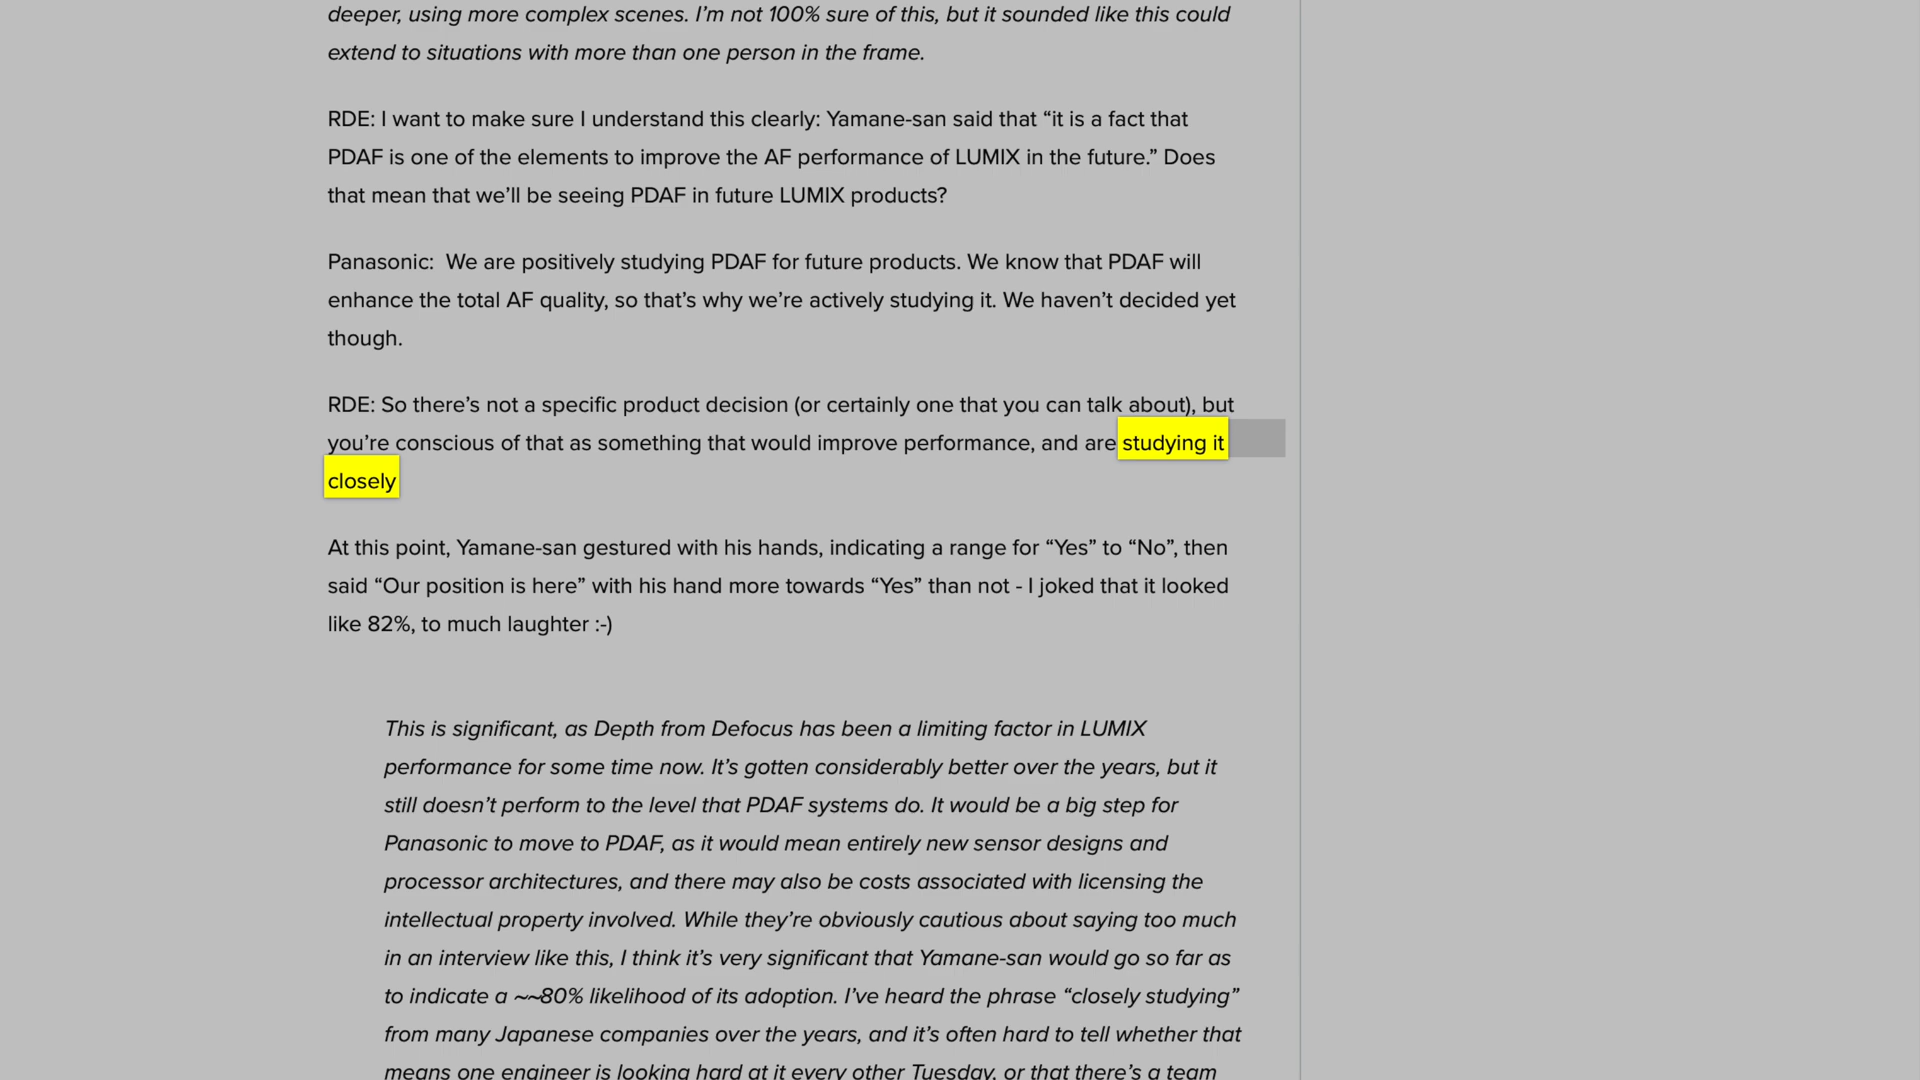 deeper, using more complex scenes. I’m not 100% sure of this, but it sounded like this could
extend to situations with more than one person in the frame.
RDE: I want to make sure I understand this clearly: Yamane-san said that “it is a fact that
PDAF is one of the elements to improve the AF performance of LUMIX in the future.” Does
that mean that we’ll be seeing PDAF in future LUMIX products?
Panasonic:  We are positively studying PDAF for future products. We know that PDAF will
enhance the total AF quality, so that’s why we’re actively studying it. We haven’t decided yet
though.
RDE: So there’s not a specific product decision (or certainly one that you can talk about), but
you’re conscious of that as something that would improve performance, and are studying it
closely
At this point, Yamane-san gestured with his hands, indicating a range for “Yes” to “No”, then
said “Our position is here” with his hand more towards “Yes” than not - I joked that it looked
like 82%, to much laughter :-)
This is significant, as Depth from Defocus has been a limiting factor in LUMIX
performance for some time now. It’s gotten considerably better over the years, but it
still doesn’t perform to the level that PDAF systems do. It would be a big step for
Panasonic to move to PDAF, as it would mean entirely new sensor designs and
processor architectures, and there may also be costs associated with licensing the
intellectual property involved. While they’re obviously cautious about saying too much
in an interview like this, I think it’s very significant that Yamane-san would go so far as
to indicate a ~~80% likelihood of its adoption. I’ve heard the phrase “closely studying”
from many Japanese companies over the years, and it’s often hard to tell whether that
means one engineer is looking hard at it every other Tuesday, or that there’s a team